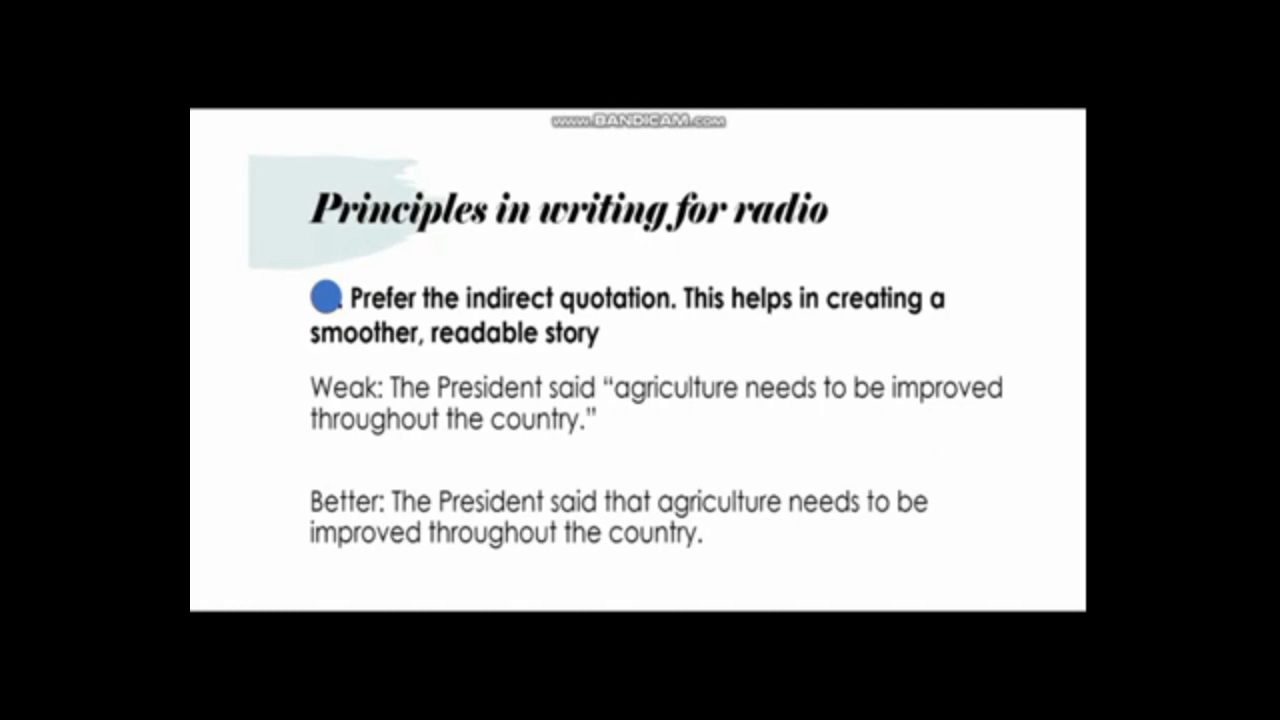 www.BANDICAM.com
Principles in writing for radio
. Prefer the indirect quotation. This helps in creating a
smoother, readable story
Weak: The President said “agriculture needs to be improved
throughout the country.”
Better: The President said that agriculture needs to be
improved throughout the country.